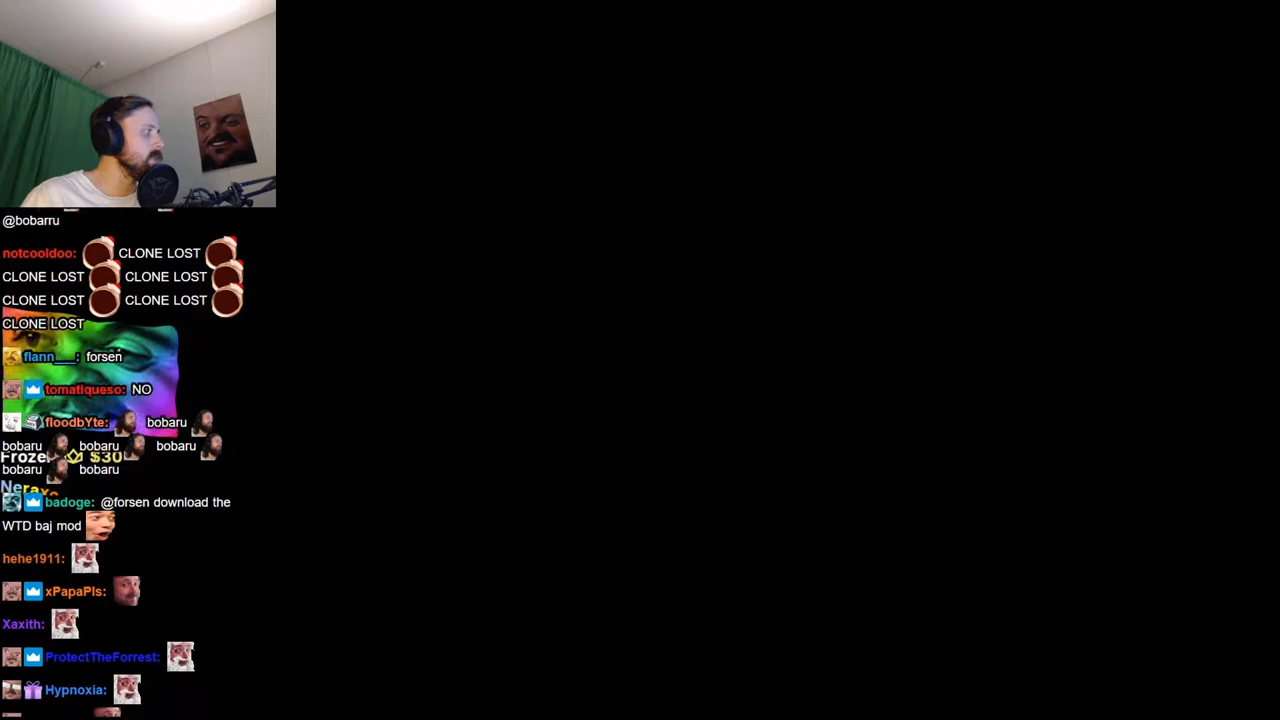 @bobarru
notcooldoo: CLONE LOST
CLONE LOST CLONE LOST
CLONE LOST CLONE LOST
CLONE LOST
flann___: forsen
tomatiqueso: NO
floodbYte: bobaru
bobaru bobaru bobaru
Frozen $30
bobaru bobaru
Neraxe
badoge: @forsen download the
WTD baj mod
hehe1911:
xPapaPls:
Xaxith:
ProtectTheForrest:
Hypnoxia: